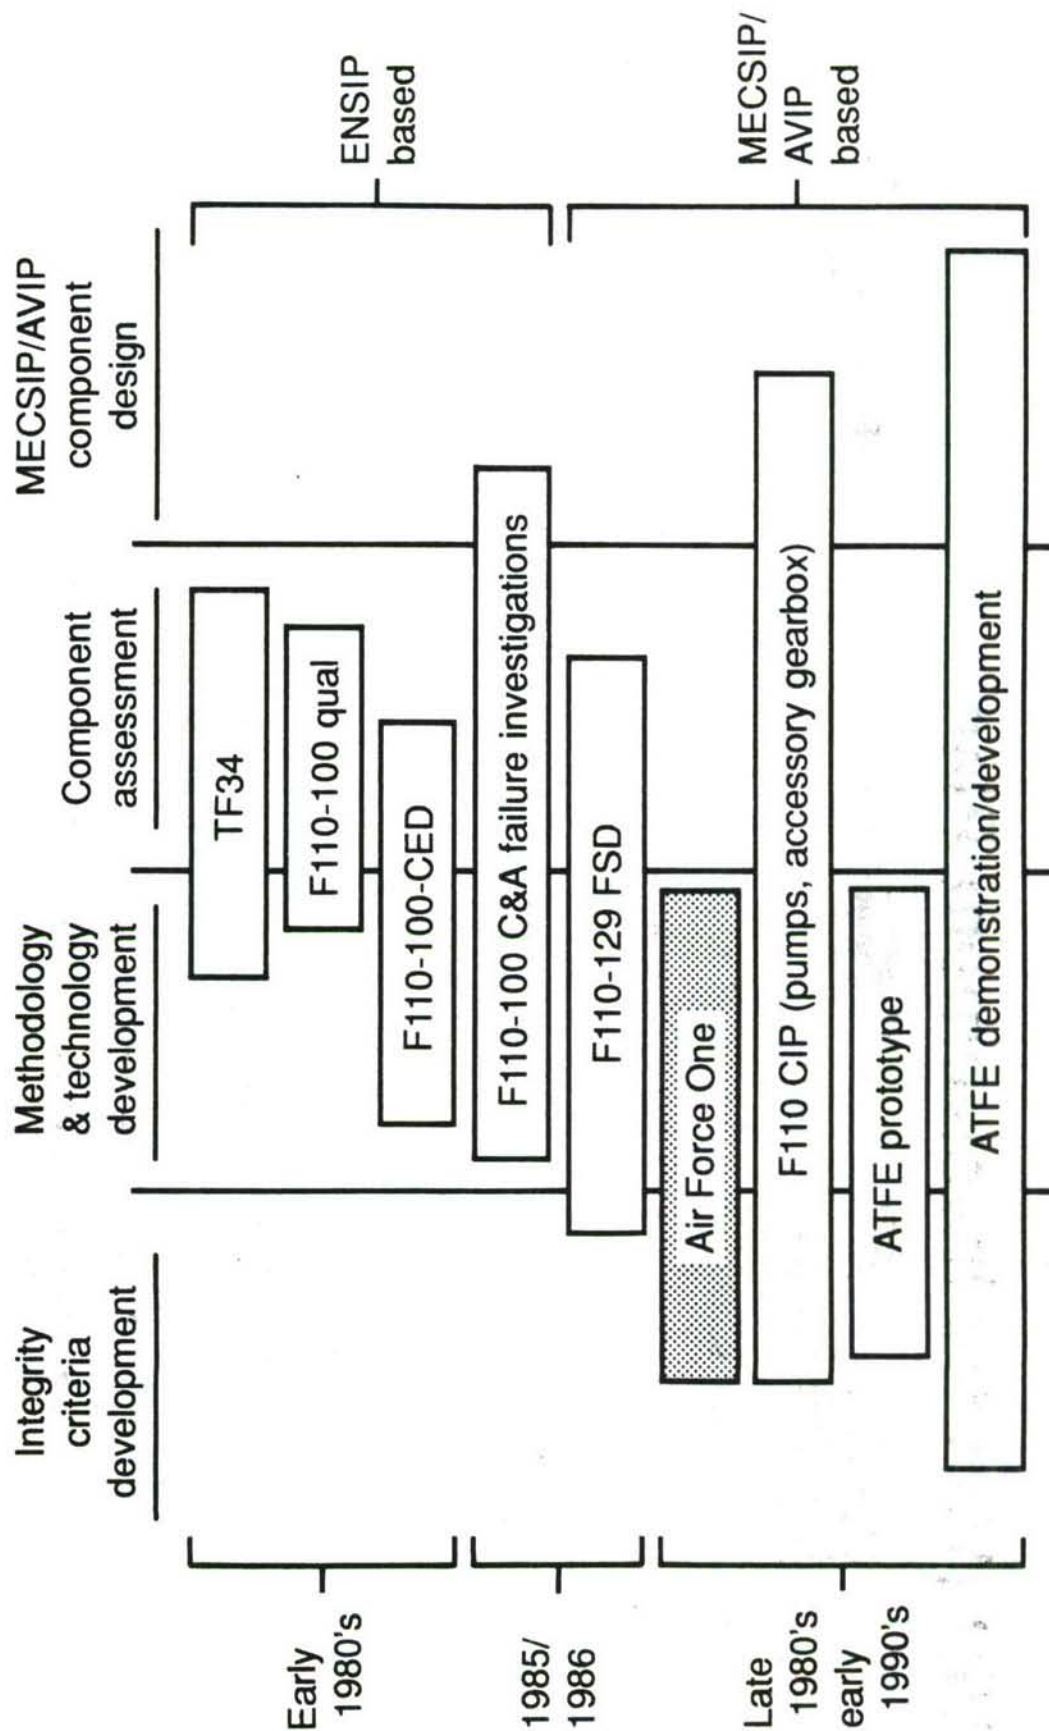 Integrity
criteria
development
Methodology
& technology
development
Component
assessment
MECSIP/AVIP
component
design
Early
1980's
1985/
1986
Late
1980's
early
1990's
TF34
F110-100 qual
F110-100-CED
F110-100 C&A failure investigations
F110-129 FSD
Air Force One
F110 CIP (pumps, accessory gearbox)
ATFE prototype
ATFE demonstration/development
ENSIP
based
MECSIP/
AVIP
based